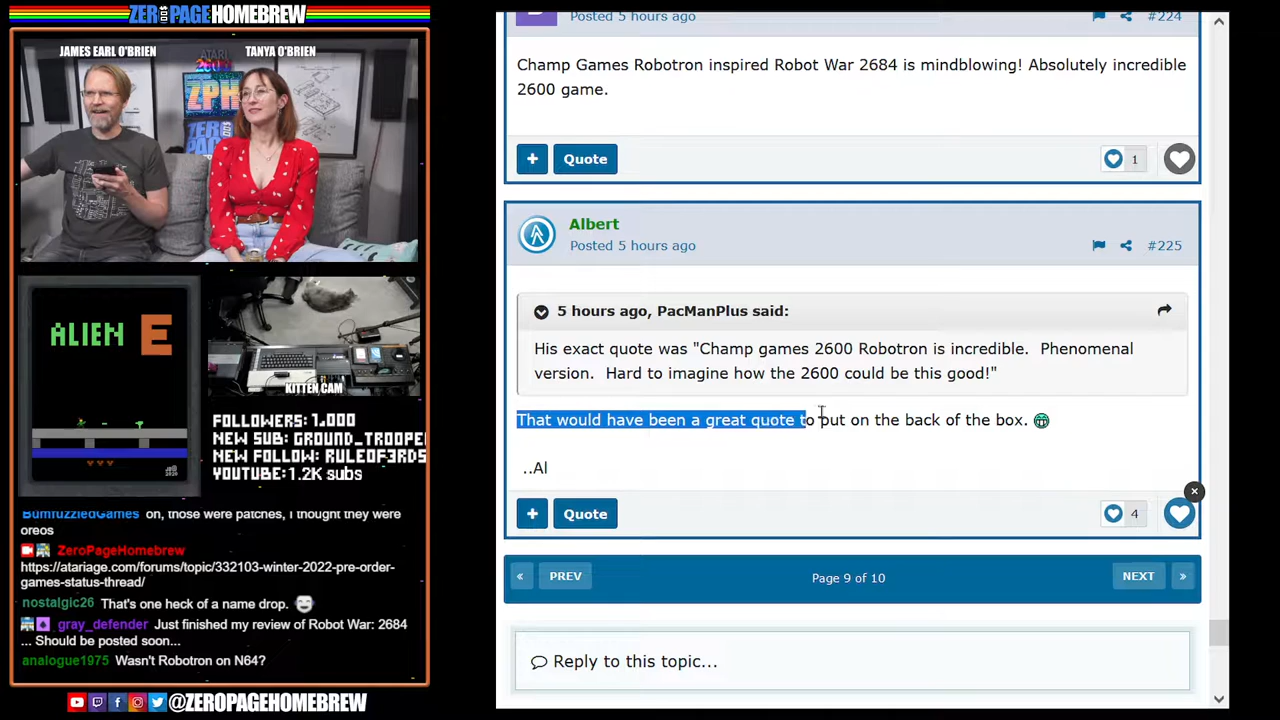 ZERO PAGE HOMEBREW
JAMES EARL O'BRIEN
TANYA O'BRIEN
ATARI
2600
ZPH
ZERO
PAGE
ALIEN E
KITTEN CAM
FOLLOWERS: 1,000
NEW SUB: GROUND_TROOPER
NEW FOLLOW: RULEOF3RDS
YOUTUBE: 1.2K subs
BumfuzzledGames oh, those were patches, I thought they were
oreos
ZeroPageHomebrew
https://atariage.com/forums/topic/332103-winter-2022-pre-order-
games-status-thread/
nostalgic26 That's one heck of a name drop.
gray_defender Just finished my review of Robot War: 2684
... Should be posted soon...
analogue1975 Wasn't Robotron on N64?
@ZEROPAGEHOMEBREW
Posted 5 hours ago #224
Champ Games Robotron inspired Robot War 2684 is mindblowing! Absolutely incredible
2600 game.
+ Quote 1
Albert
Posted 5 hours ago #225
5 hours ago, PacManPlus said:
His exact quote was "Champ games 2600 Robotron is incredible. Phenomenal
version. Hard to imagine how the 2600 could be this good!"
That would have been a great quote to put on the back of the box.
..Al
+ Quote 4
« PREV Page 9 of 10 NEXT »
Reply to this topic...